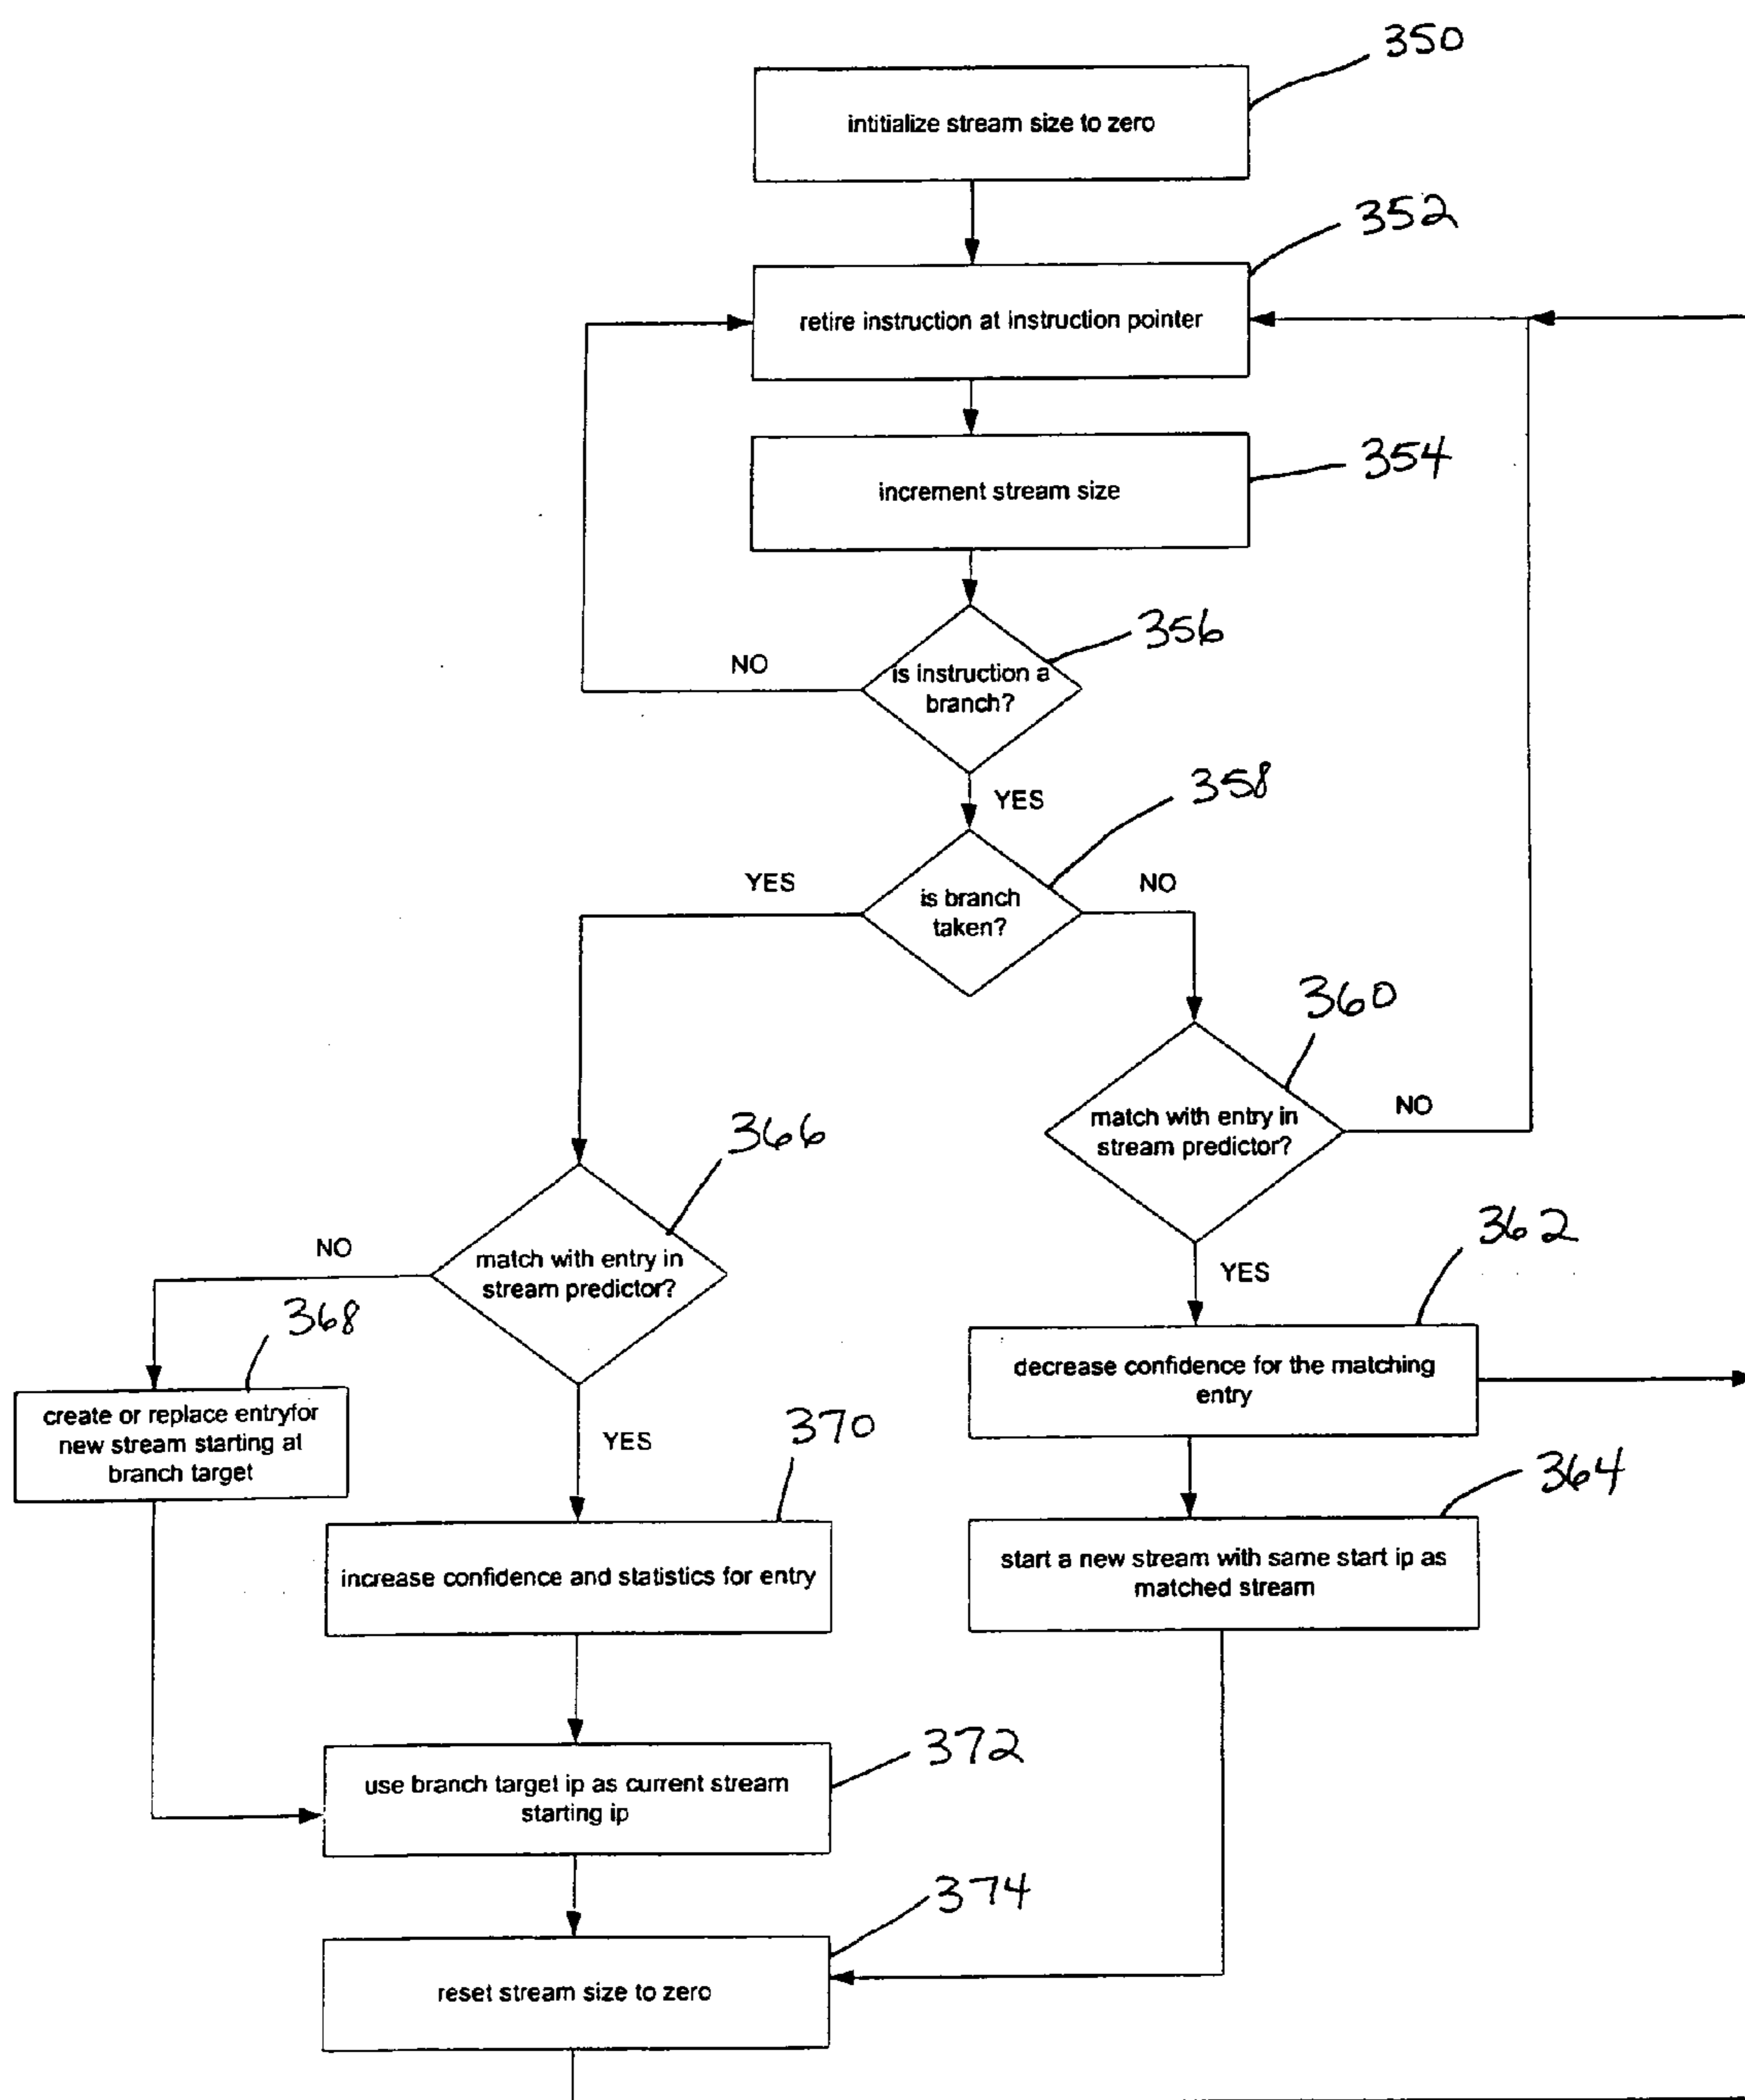 350
intitialize stream size to zero
352
retire instruction at instruction pointer
354
increment stream size
356
is instruction a
branch?
NO
YES
358
is branch
taken?
YES
NO
360
match with entry in
stream predictor?
NO
YES
366
match with entry in
stream predictor?
NO
YES
362
decrease confidence for the matching
entry
368
create or replace entryfor
new stream starting at
branch target
370
increase confidence and statistics for entry
364
start a new stream with same start ip as
matched stream
372
use branch target ip as current stream
starting ip
374
reset stream size to zero